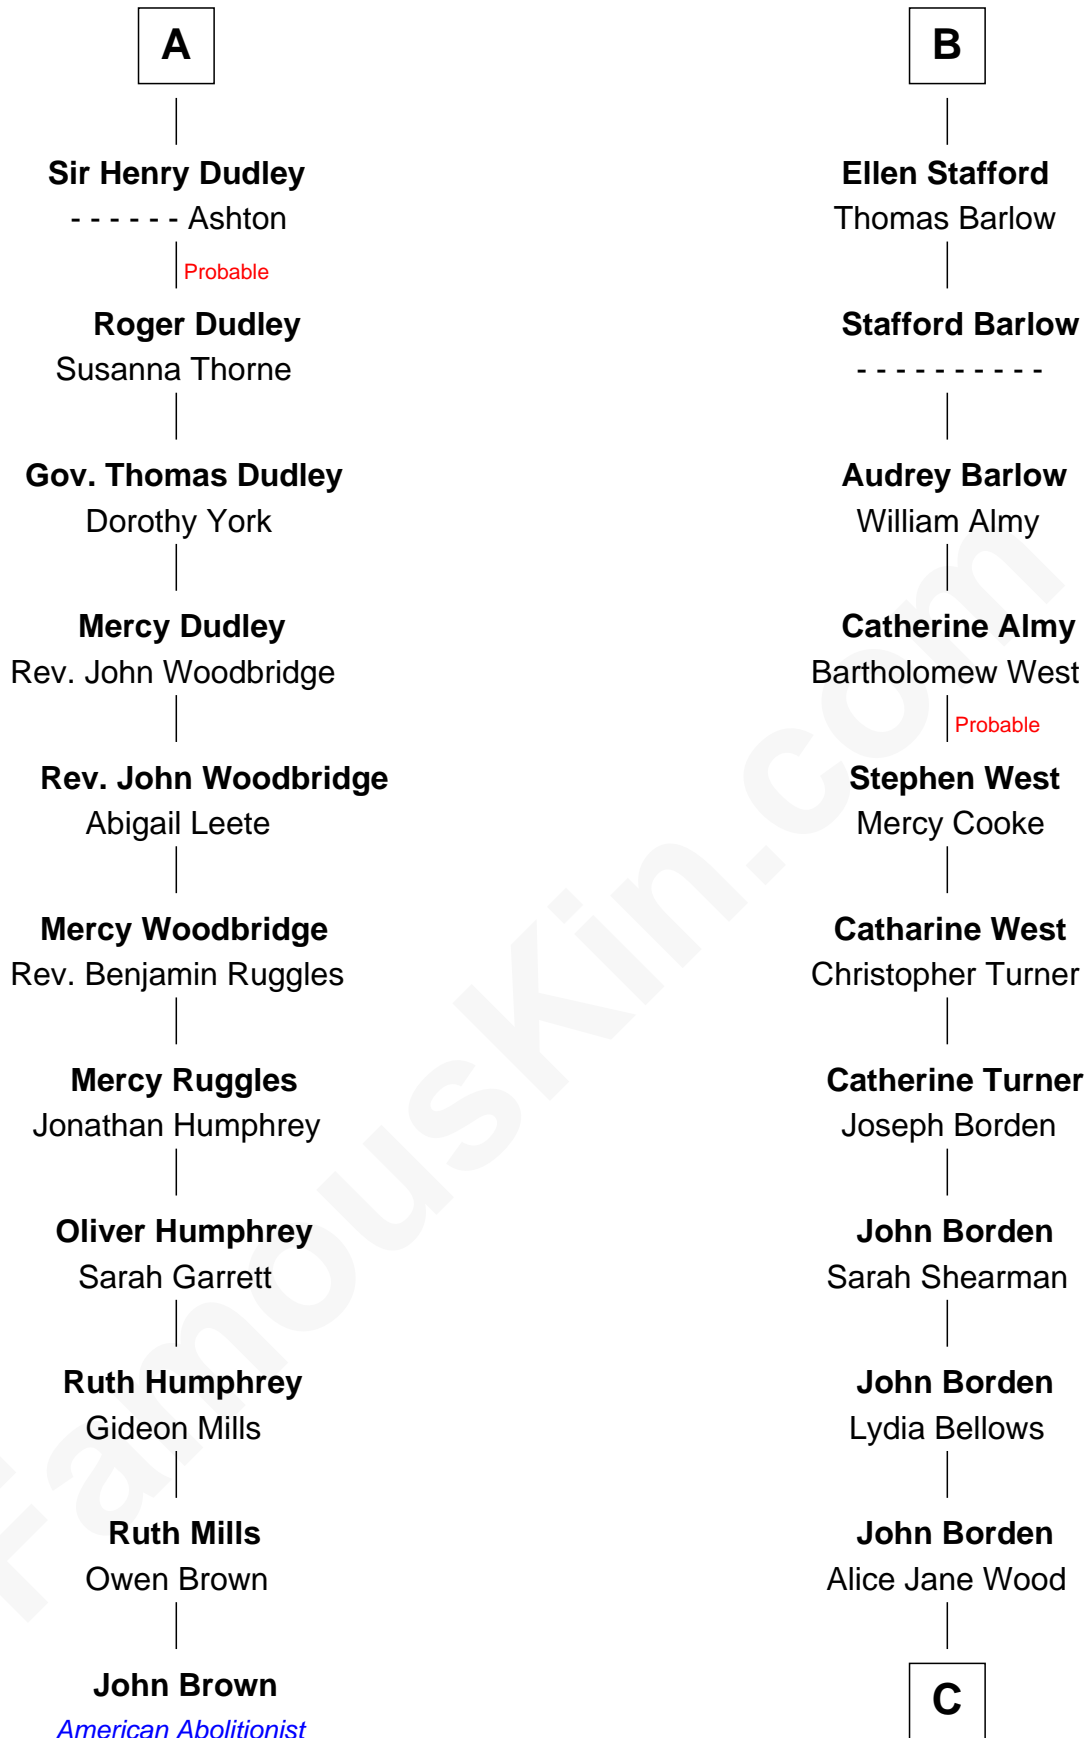 A
Sir Henry Dudley
- - - - - - Ashton
Probable
Roger Dudley
Susanna Thorne
Gov. Thomas Dudley
Dorothy York
Mercy Dudley
Rev. John Woodbridge
Rev. John Woodbridge
Abigail Leete
Mercy Woodbridge
Rev. Benjamin Ruggles
Mercy Ruggles
Jonathan Humphrey
Oliver Humphrey
Sarah Garrett
Ruth Humphrey
Gideon Mills
Ruth Mills
Owen Brown
John Brown
American Abolitionist
B
Ellen Stafford
Thomas Barlow
Stafford Barlow
- - - - - - - - - -
Audrey Barlow
William Almy
Catherine Almy
Bartholomew West
Probable
Stephen West
Mercy Cooke
Catharine West
Christopher Turner
Catherine Turner
Joseph Borden
John Borden
Sarah Shearman
John Borden
Lydia Bellows
John Borden
Alice Jane Wood
C
FamousKin.com